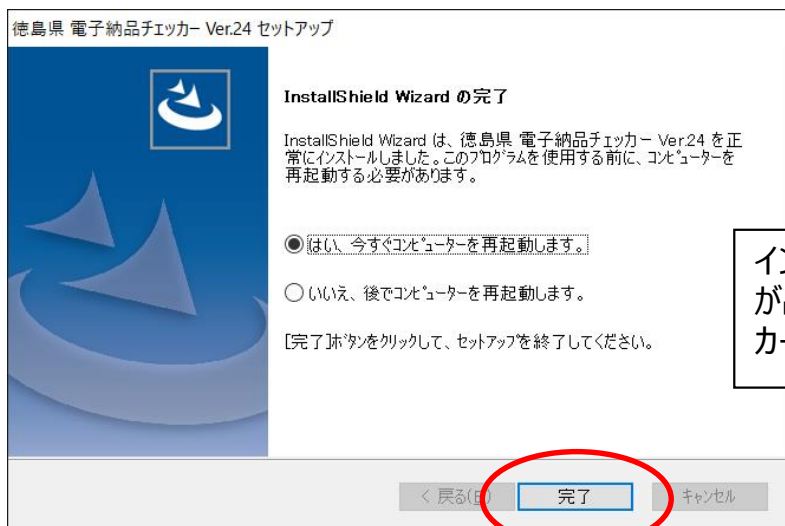 徳島県 電子納品チェッカー Ver.24 セットアップ
InstallShield Wizard の完了
InstallShield Wizard は、徳島県 電子納品チェッカー Ver.24 を正
常にインストールしました。このプログラムを使用する前に、コンピューターを
再起動する必要があります。
はい、今すぐコンピューターを再起動します。
いいえ、後でコンピューターを再起動します。
[完了]ボタンをクリックして、セットアップを終了してください。
イン
が
カー
< 戻る(B) 完了 キャンセル